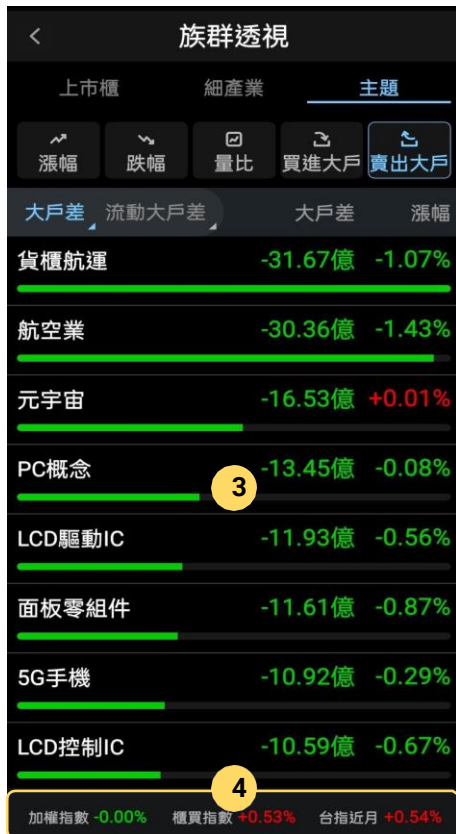 族群透視
上市櫃 細產業 主題
漲幅 跌幅 量比 買進大戶 賣出大戶
大戶差 流動大戶差 大戶差 漲幅
貨櫃航運 -31.67億 -1.07%
航空業 -30.36億 -1.43%
元宇宙 -16.53億 +0.01%
PC概念 3 -13.45億 -0.08%
LCD驅動IC -11.93億 -0.56%
面板零組件 -11.61億 -0.87%
5G手機 -10.92億 -0.29%
LCD控制IC -10.59億 -0.67%
4
加權指數 -0.00% 櫃買指數 +0.53% 台指近月 +0.54%